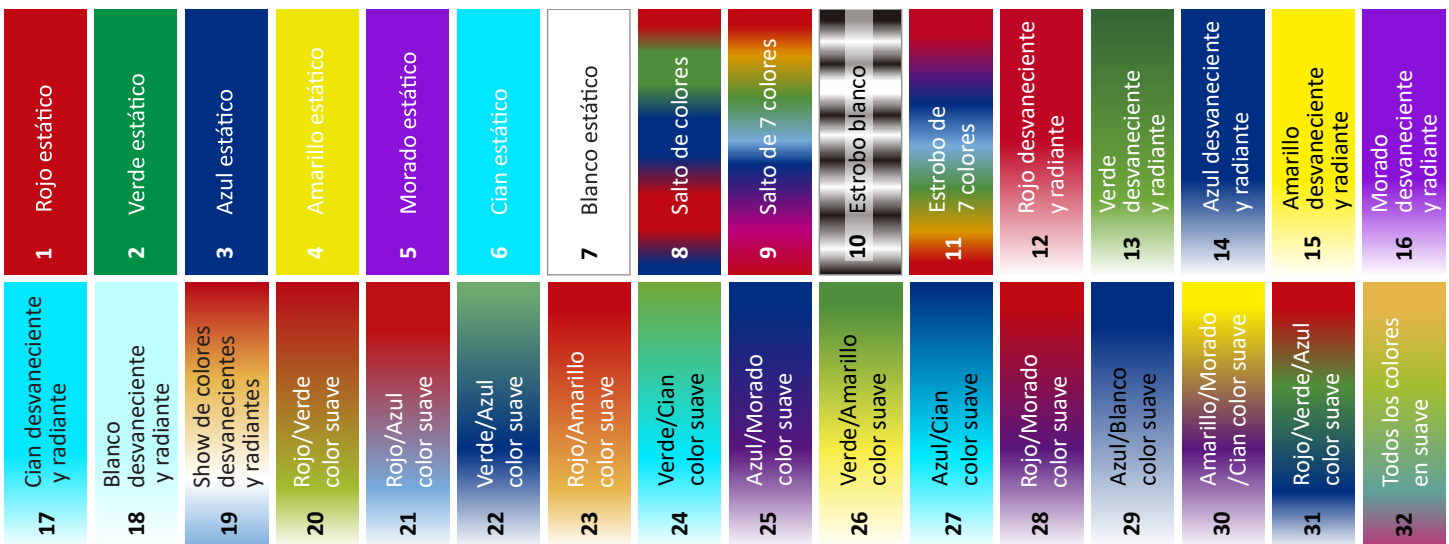 1
Rojo estático
2
Verde estático
3
Azul estático
4
Amarillo estático
5
Morado estático
6
Cian estático
7
Blanco estático
8
Salto de colores
9
Salto de 7 colores
10
Estrobo blanco
11
Estrobo de
7 colores
12
Rojo desvaneciente
y radiante
13
Verde
desvaneciente
y radiante
14
Azul desvaneciente
y radiante
15
Amarillo
desvaneciente
y radiante
16
Morado
desvaneciente
y radiante
17
Cian desvaneciente
y radiante
18
Blanco
desvaneciente
y radiante
19
Show de colores
desvanecientes
y radiantes
20
Rojo/Verde
color suave
21
Rojo/Azul
color suave
22
Verde/Azul
color suave
23
Rojo/Amarillo
color suave
24
Verde/Cian
color suave
25
Azul/Morado
color suave
26
Verde/Amarillo
color suave
27
Azul/Cian
color suave
28
Rojo/Morado
color suave
29
Azul/Blanco
color suave
30
Amarillo/Morado
/Cian color suave
31
Rojo/Verde/Azul
color suave
32
Todos los colores
en suave